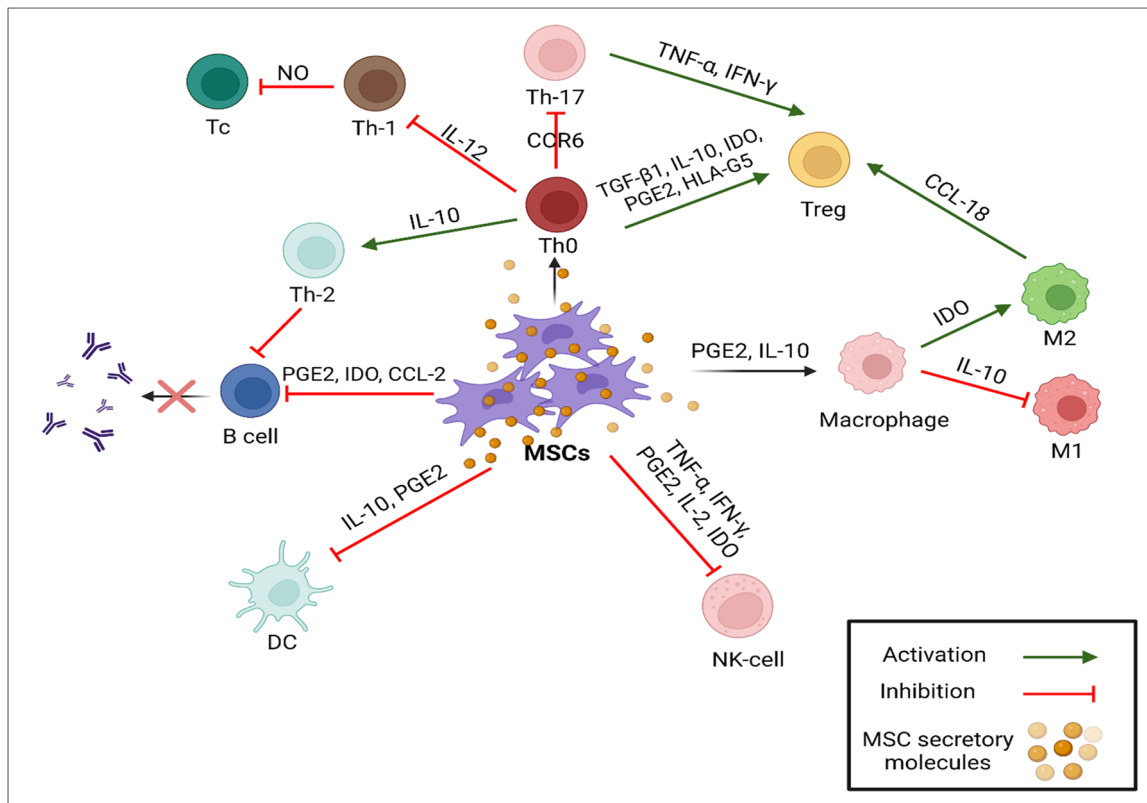 NO
Tc
Th-1
IL-12
Th-17
CCR6
TNF-α, IFN-γ
TGF-β1, IL-10, IDO,
PGE2, HLA-G5
Treg
CCL-18
IL-10
Th0
Th-2
IDO
M2
PGE2, IL-10
Macrophage
IL-10
M1
PGE2, IDO, CCL-2
B cell
MSCs
IL-10, PGE2
DC
TNF-α, IFN-γ,
PGE2, IL-2, IDO
NK-cell
Activation
Inhibition
MSC secretory
molecules